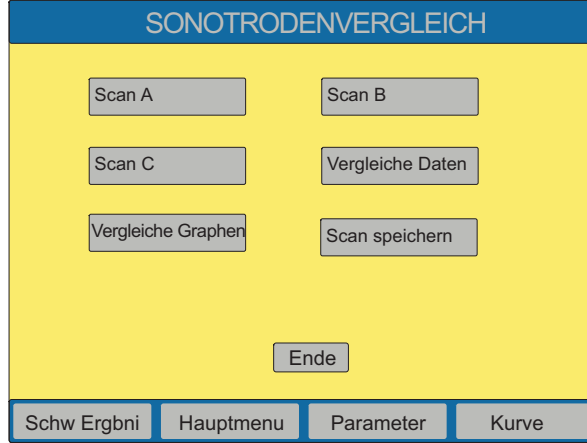 SONOTRODENVERGLEICH
Scan A
Scan B
Scan C
Vergleiche Daten
Vergleiche Graphen
Scan speichern
Ende
Schw Ergbni
Hauptmenu
Parameter
Kurve